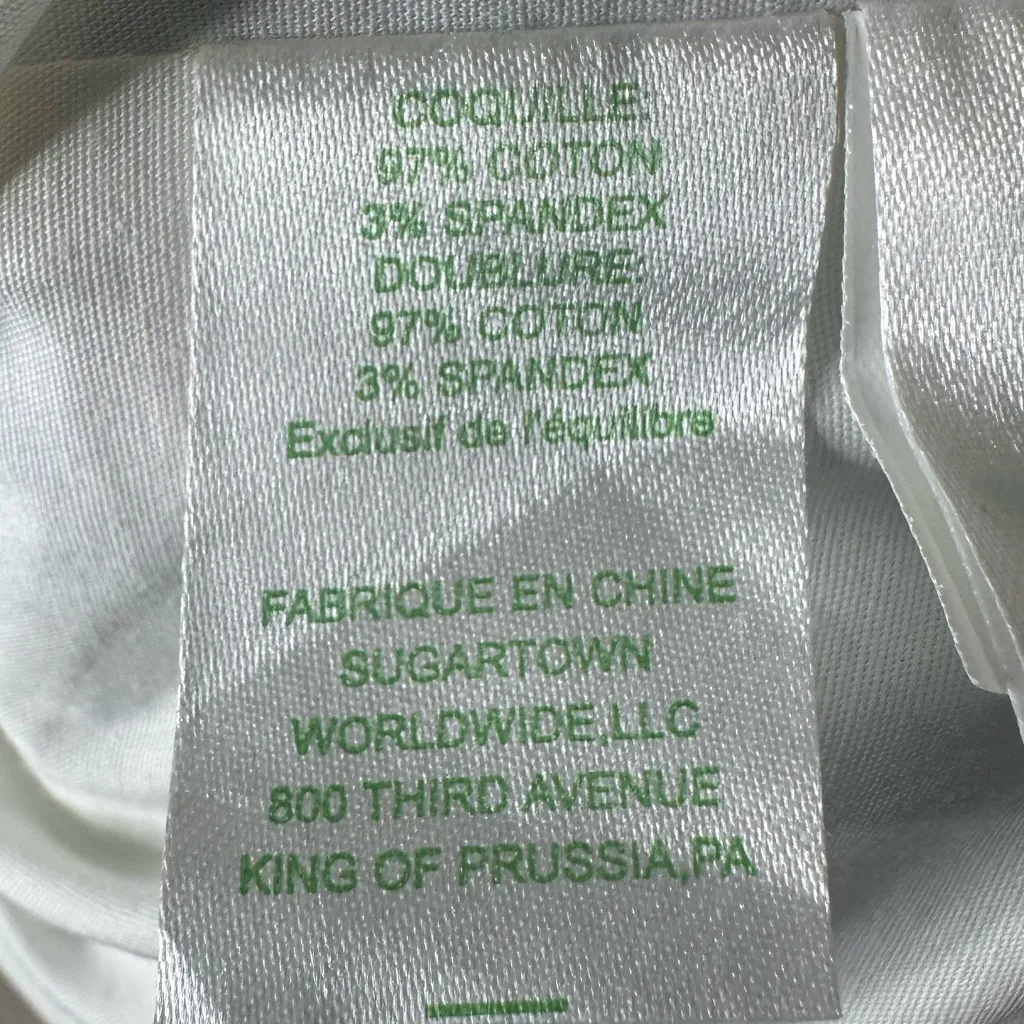 COQUILLE:
97% COTON
3% SPANDEX
DOUBLURE:
97% COTON
3% SPANDEX
Exclusif de l'équilibre
FABRIQUE EN CHINE
SUGARTOWN
WORLDWIDE,LLC
800 THIRD AVENUE
KING OF PRUSSIA,PA